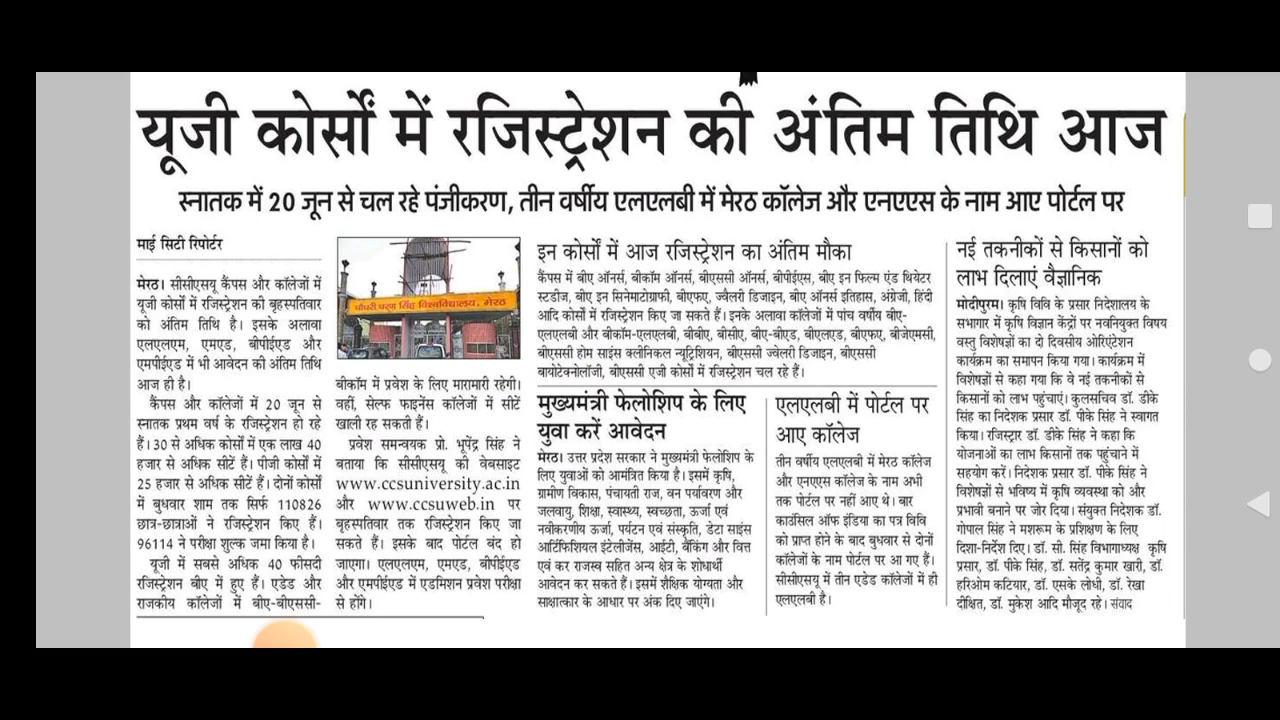 यूजी कोर्सों में रजिस्ट्रेशन की अंतिम तिथि आज
स्नातक में 20 जून से चल रहे पंजीकरण, तीन वर्षीय एलएलबी में मेरठ कॉलेज और एनएएस के नाम आए पोर्टल पर
माई सिटी रिपोर्टर
मेरठ। सीसीएसयू कैंपस और कॉलेजों में
यूजी कोर्सों में रजिस्ट्रेशन की बृहस्पतिवार
को अंतिम तिथि है। इसके अलावा
एलएलएम, एमएड, बीपीईएड और
एमपीईएड में भी आवेदन की अंतिम तिथि
आज ही है।
कैंपस और कॉलेजों में 20 जून से
स्नातक प्रथम वर्ष के रजिस्ट्रेशन हो रहे
हैं। 30 से अधिक कोर्सों में एक लाख 40
हजार से अधिक सीटें हैं। पीजी कोर्सों में
25 हजार से अधिक सीटें हैं। दोनों कोर्सों
में बुधवार शाम तक सिर्फ 110826
छात्र-छात्राओं ने रजिस्ट्रेशन किए हैं।
96114 ने परीक्षा शुल्क जमा किया है।
यूजी में सबसे अधिक 40 फीसदी
रजिस्ट्रेशन बीए में हुए हैं। एडेड और
राजकीय कॉलेजों में बीए-बीएससी-
चौधरी चरण सिंह विश्वविद्यालय, मेरठ
बीकॉम में प्रवेश के लिए मारामारी रहेगी।
वहीं, सेल्फ फाइनेंस कॉलेजों में सीटें
खाली रह सकती हैं।
प्रवेश समन्वयक प्रो. भूपेंद्र सिंह ने
बताया कि सीसीएसयू की वेबसाइट
www.ccsuniversity.ac.in
और www.ccsuweb.in पर
बृहस्पतिवार तक रजिस्ट्रेशन किए जा
सकते हैं। इसके बाद पोर्टल बंद हो
जाएगा। एलएलएम, एमएड, बीपीईएड
और एमपीईएड में एडमिशन प्रवेश परीक्षा
से होंगे।
इन कोर्सों में आज रजिस्ट्रेशन का अंतिम मौका
कैंपस में बीए ऑनर्स, बीकॉम ऑनर्स, बीएससी ऑनर्स, बीपीईएस, बीए इन फिल्म एंड थियेटर
स्टडीज, बीए इन सिनेमाटोग्राफी, बीएफए, ज्वैलरी डिजाइन, बीए ऑनर्स इतिहास, अंग्रेजी, हिंदी
आदि कोर्स में रजिस्ट्रेशन किए जा सकते हैं। इनके अलावा कॉलेजों में पांच वर्षीय बीए-
एलएलबी और बीकॉम-एलएलबी, बीबीए, बीसीए, बीए-बीएड, बीएलएड, बीएफए, बीजेएमसी,
बीएससी होम साइंस क्लीनिकल न्यूट्रिशियन, बीएससी ज्वेलरी डिजाइन, बीएससी
बायोटेक्नोलॉजी, बीएससी एजी कोर्सों में रजिस्ट्रेशन चल रहे हैं।
मुख्यमंत्री फेलोशिप के लिए
युवा करें आवेदन
मेरठ। उत्तर प्रदेश सरकार ने मुख्यमंत्री फेलोशिप के
लिए युवाओं को आमंत्रित किया है। इसमें कृषि,
ग्रामीण विकास, पंचायती राज, वन पर्यावरण और
जलवायु, शिक्षा, स्वास्थ्य, स्वच्छता, ऊर्जा एवं
नवीकरणीय ऊर्जा, पर्यटन एवं संस्कृति, डेटा साइंस
आर्टिफिशियल इंटेलीजेंस, आईटी, बैंकिंग और वित्त
एवं कर राजस्व सहित अन्य क्षेत्र के शोधार्थी
आवेदन कर सकते हैं। इसमें शैक्षिक योग्यता और
साक्षात्कार के आधार पर अंक दिए जाएंगे।
एलएलबी में पोर्टल पर
आए कॉलेज
तीन वर्षीय एलएलबी में मेरठ कॉलेज
और एनएएस कॉलेज के नाम अभी
तक पोर्टल पर नहीं आए थे। बार
काउंसिल ऑफ इंडिया का पत्र विवि
को प्राप्त होने के बाद बुधवार से दोनों
कॉलेजों के नाम पोर्टल पर आ गए हैं।
सीसीएसयू में तीन एडेड कॉलेजों में ही
एलएलबी है।
नई तकनीकों से किसानों को
लाभ दिलाएं वैज्ञानिक
मोदीपुरम। कृषि विवि के प्रसार निदेशालय के
सभागार में कृषि विज्ञान केंद्रों पर नवनियुक्त विषय
वस्तु विशेषज्ञों का दो दिवसीय ओरिएंटेशन
कार्यक्रम का समापन किया गया। कार्यक्रम में
विशेषज्ञों से कहा गया कि वे नई तकनीकों से
किसानों को लाभ पहुंचाएं। कुलसचिव डॉ. डीके
सिंह का निदेशक प्रसार डॉ. पीके सिंह ने स्वागत
किया। रजिस्ट्रार डॉ. डीके सिंह ने कहा कि
योजनाओं का लाभ किसानों तक पहुंचाने में
सहयोग करें। निदेशक प्रसार डॉ. पीके सिंह ने
विशेषज्ञों से भविष्य में कृषि व्यवस्था को और
प्रभावी बनाने पर जोर दिया। संयुक्त निदेशक डॉ.
गोपाल सिंह ने मशरूम के प्रशिक्षण के लिए
दिशा-निर्देश दिए। डॉ. सी. सिंह विभागाध्यक्ष कृषि
प्रसार, डॉ. पीके सिंह, डॉ. सतेंद्र कुमार खारी, डॉ.
हरिओम कटियार, डॉ. एसके लोधी, डॉ. रेखा
दीक्षित, डॉ. मुकेश आदि मौजूद रहे। संवाद